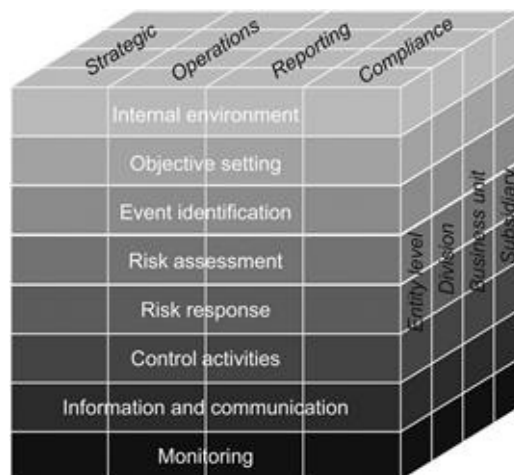 Strategic
Operations
Reporting
Compliance
Internal environment
Objective setting
Event identification
Risk assessment
Risk response
Control activities
Information and communication
Monitoring
Entity level
Division
Business unit
Subsidiary